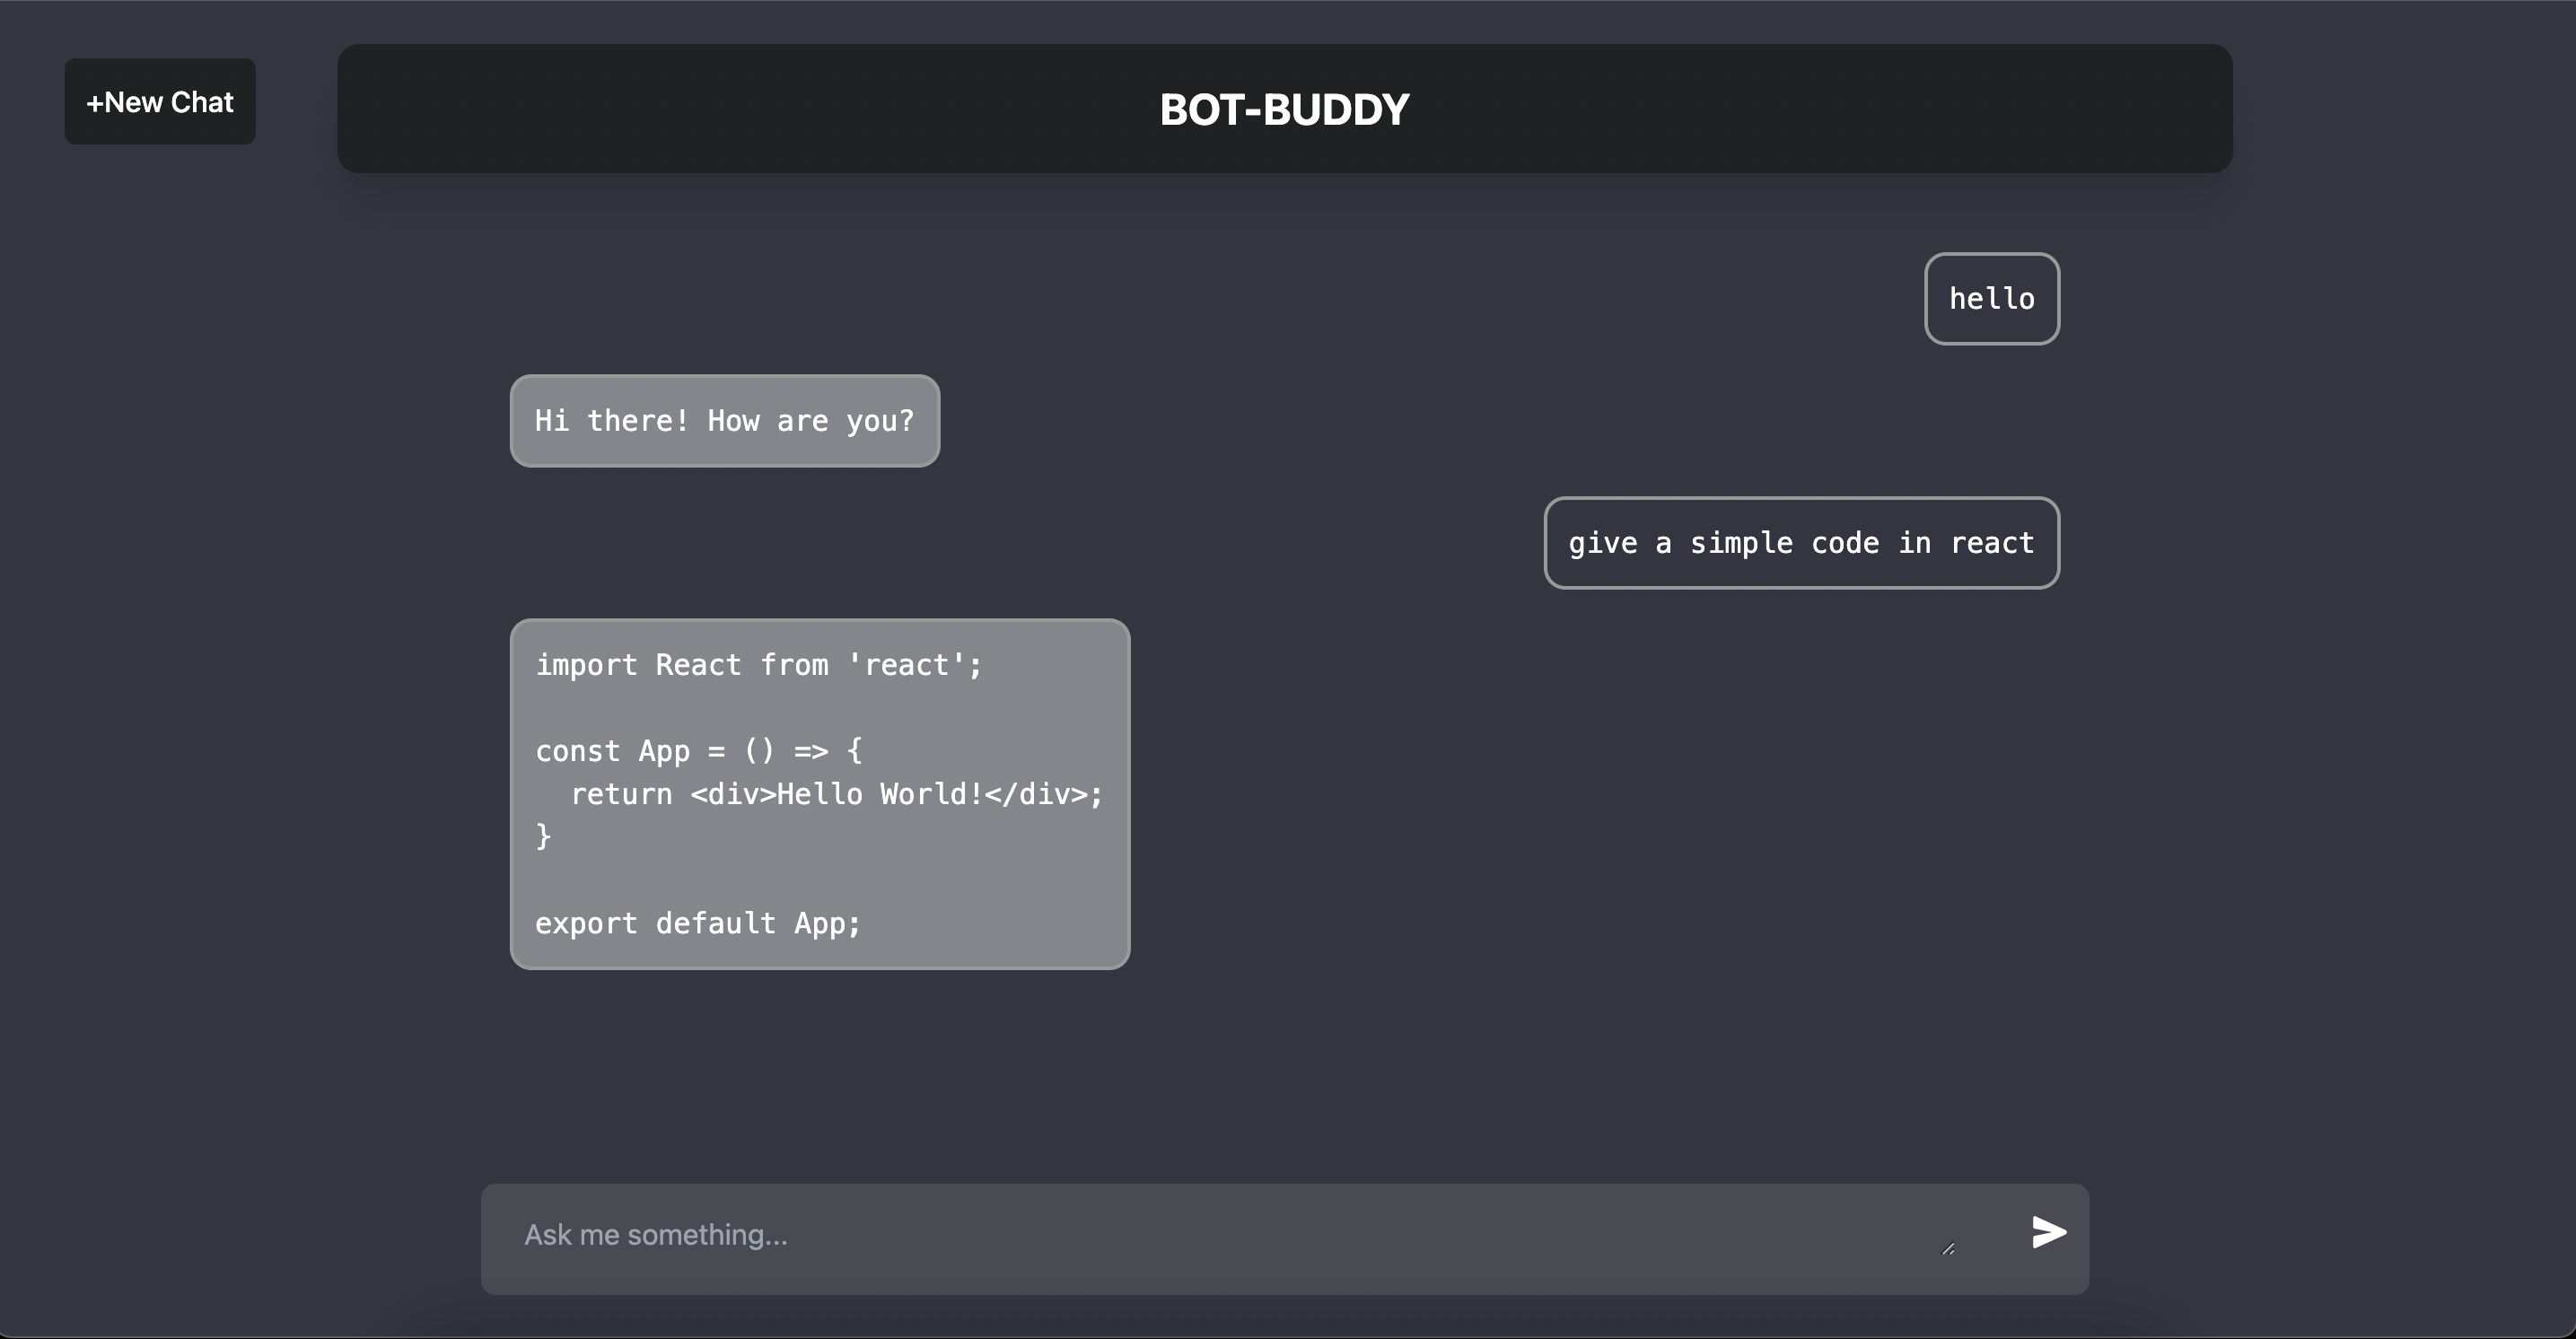 +New Chat
BOT-BUDDY
hello
Hi there! How are you?
give a simple code in react
import React from 'react';

const App = () => {
  return <div>Hello World!</div>;
}

export default App;
Ask me something...